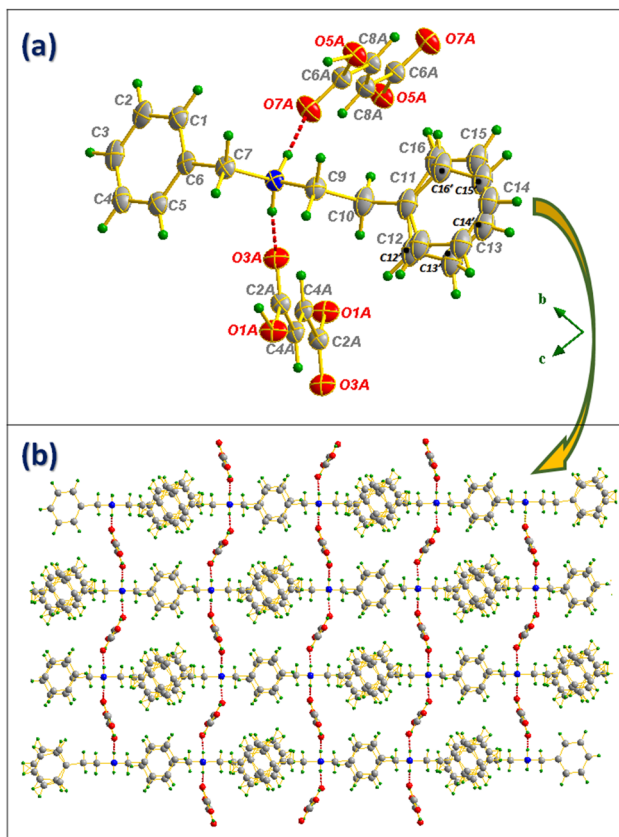 (a)
O5A
C8A
O7A
C6A
C6A
O7A
O5A
C8A
C2
C1
C3
C7
C6
C4
C5
C9
C10
C16
C15
C11
C16'
C15'
C14
C14'
C12
C13
C12'
C13'
O3A
C2A
C4A
O1A
O1A
C4A
C2A
O3A
b
c
(b)